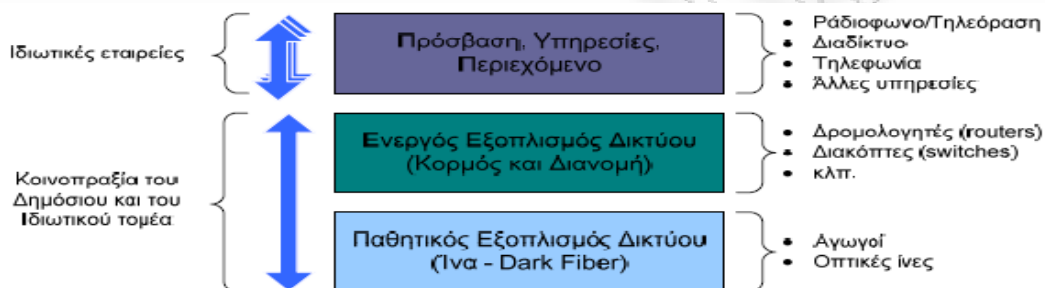 Ιδιωτικές εταιρείες
Πρόσβαση, Υπηρεσίες,
Περιεχόμενο
• Ράδιοφωνο/Τηλεόραση
• Διαδίκτυο
• Τηλεφωνία
• Άλλες υπηρεσίες
Κοινοπραξία του
Δημόσιου και του
Ιδιωτικού τομέα
Ενεργός Εξοπλισμός Δικτύου
(Κορμός και Διανομή)
• Δρομολογητές (routers)
• Διακόπτες (switches)
• κλπ.
Παθητικός Εξοπλισμός Δικτύου
(Ίνα - Dark Fiber)
• Αγωγοί
• Οπτικές ίνες